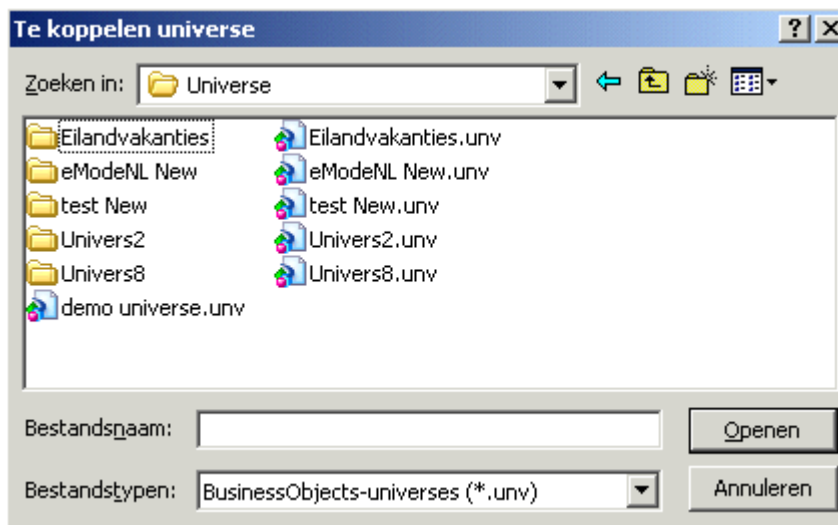 Te koppelen universe
Zoeken in: Universe
Eilandvakanties
eModeNL New
test New
Univers2
Univers8
demo universe.unv
Eilandvakanties.unv
eModeNL New.unv
test New.unv
Univers2.unv
Univers8.unv
Bestandsnaam:
Openen
Bestandstypen: BusinessObjects-universes (*.unv)
Annuleren